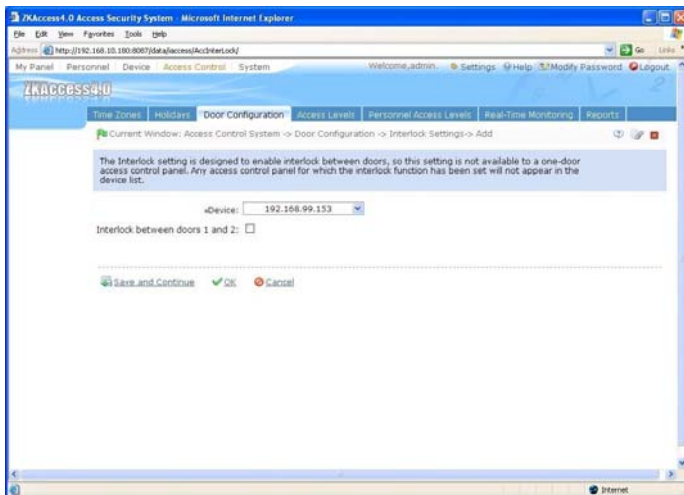 ZKAccess4.0 Access Security System - Microsoft Internet Explorer
File Edit View Favorites Tools Help
Address http://192.168.10.160:8087/data/iaccess/AccInterLock/ Go Links
My Panel Personnel Device Access Control System Welcome,admin. Settings Help Modify Password Logout
ZKAccess4.0
Time Zones Holidays Door Configuration Access Levels Personnel Access Levels Real-Time Monitoring Reports
Current Window: Access Control System -> Door Configuration -> Interlock Settings-> Add
The Interlock setting is designed to enable interlock between doors, so this setting is not available to a one-door
access control panel. Any access control panel for which the interlock function has been set will not appear in the
device list.
*Device: 192.168.99.153
Interlock between doors 1 and 2:
Save and Continue OK Cancel
Internet